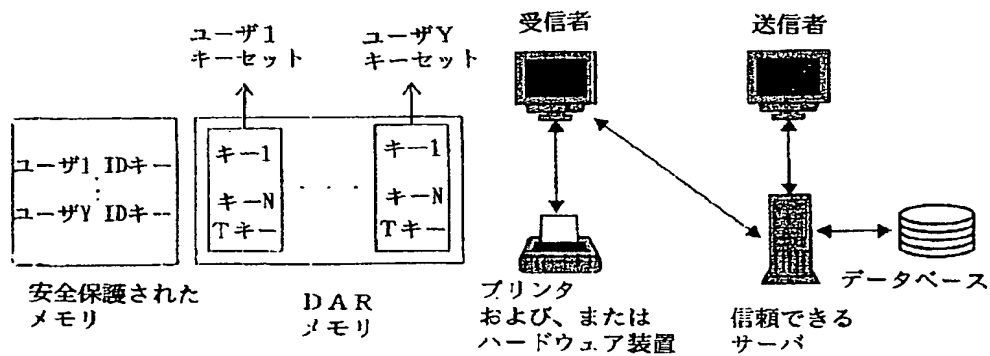 ユーザ1
キーセット
ユーザY
キーセット
受信者
送信者
ユーザ1 IDキー
ユーザY IDキー
キー1
キーN
Tキー
. . .
キー1
キーN
Tキー
安全保護された
メモリ
DAR
メモリ
プリンタ
および、または
ハードウェア装置
信頼できる
サーバ
データベース